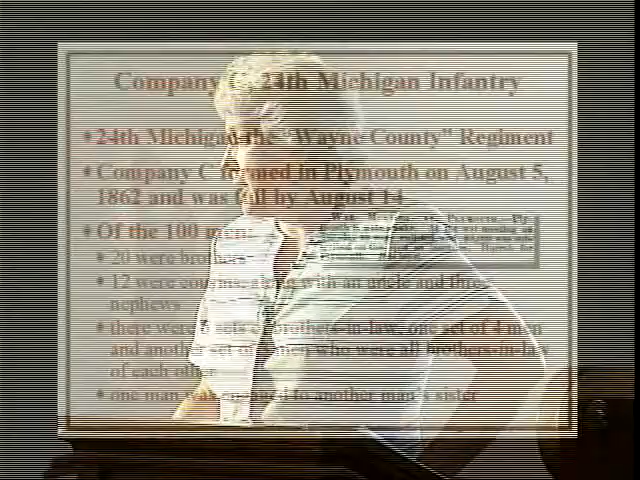 Company C, 24th Michigan Infantry
24th Michigan the "Wayne County" Regiment
Company C formed in Plymouth on August 5,
1862 and was full by August 14
Of the 100 men:
20 were brothers
12 were cousins, along with an uncle and three
nephews
there were 6 sets of brothers-in-law, one set of 4 men
and another set of men who were all brothers-in-law
of each other
one man was engaged to another man's sister